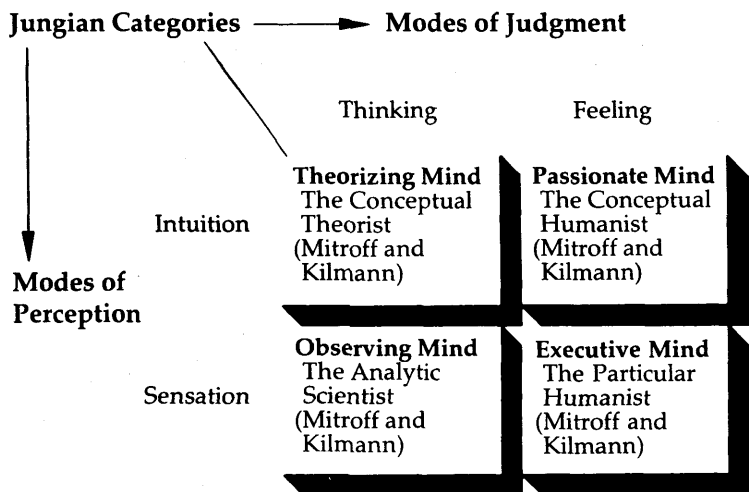 Jungian Categories Modes of Judgment
Thinking Feeling
Intuition
Theorizing Mind
The Conceptual
Theorist
(Mitroff and
Kilmann)
Passionate Mind
The Conceptual
Humanist
(Mitroff and
Kilmann)
Modes of
Perception
Sensation
Observing Mind
The Analytic
Scientist
(Mitroff and
Kilmann)
Executive Mind
The Particular
Humanist
(Mitroff and
Kilmann)